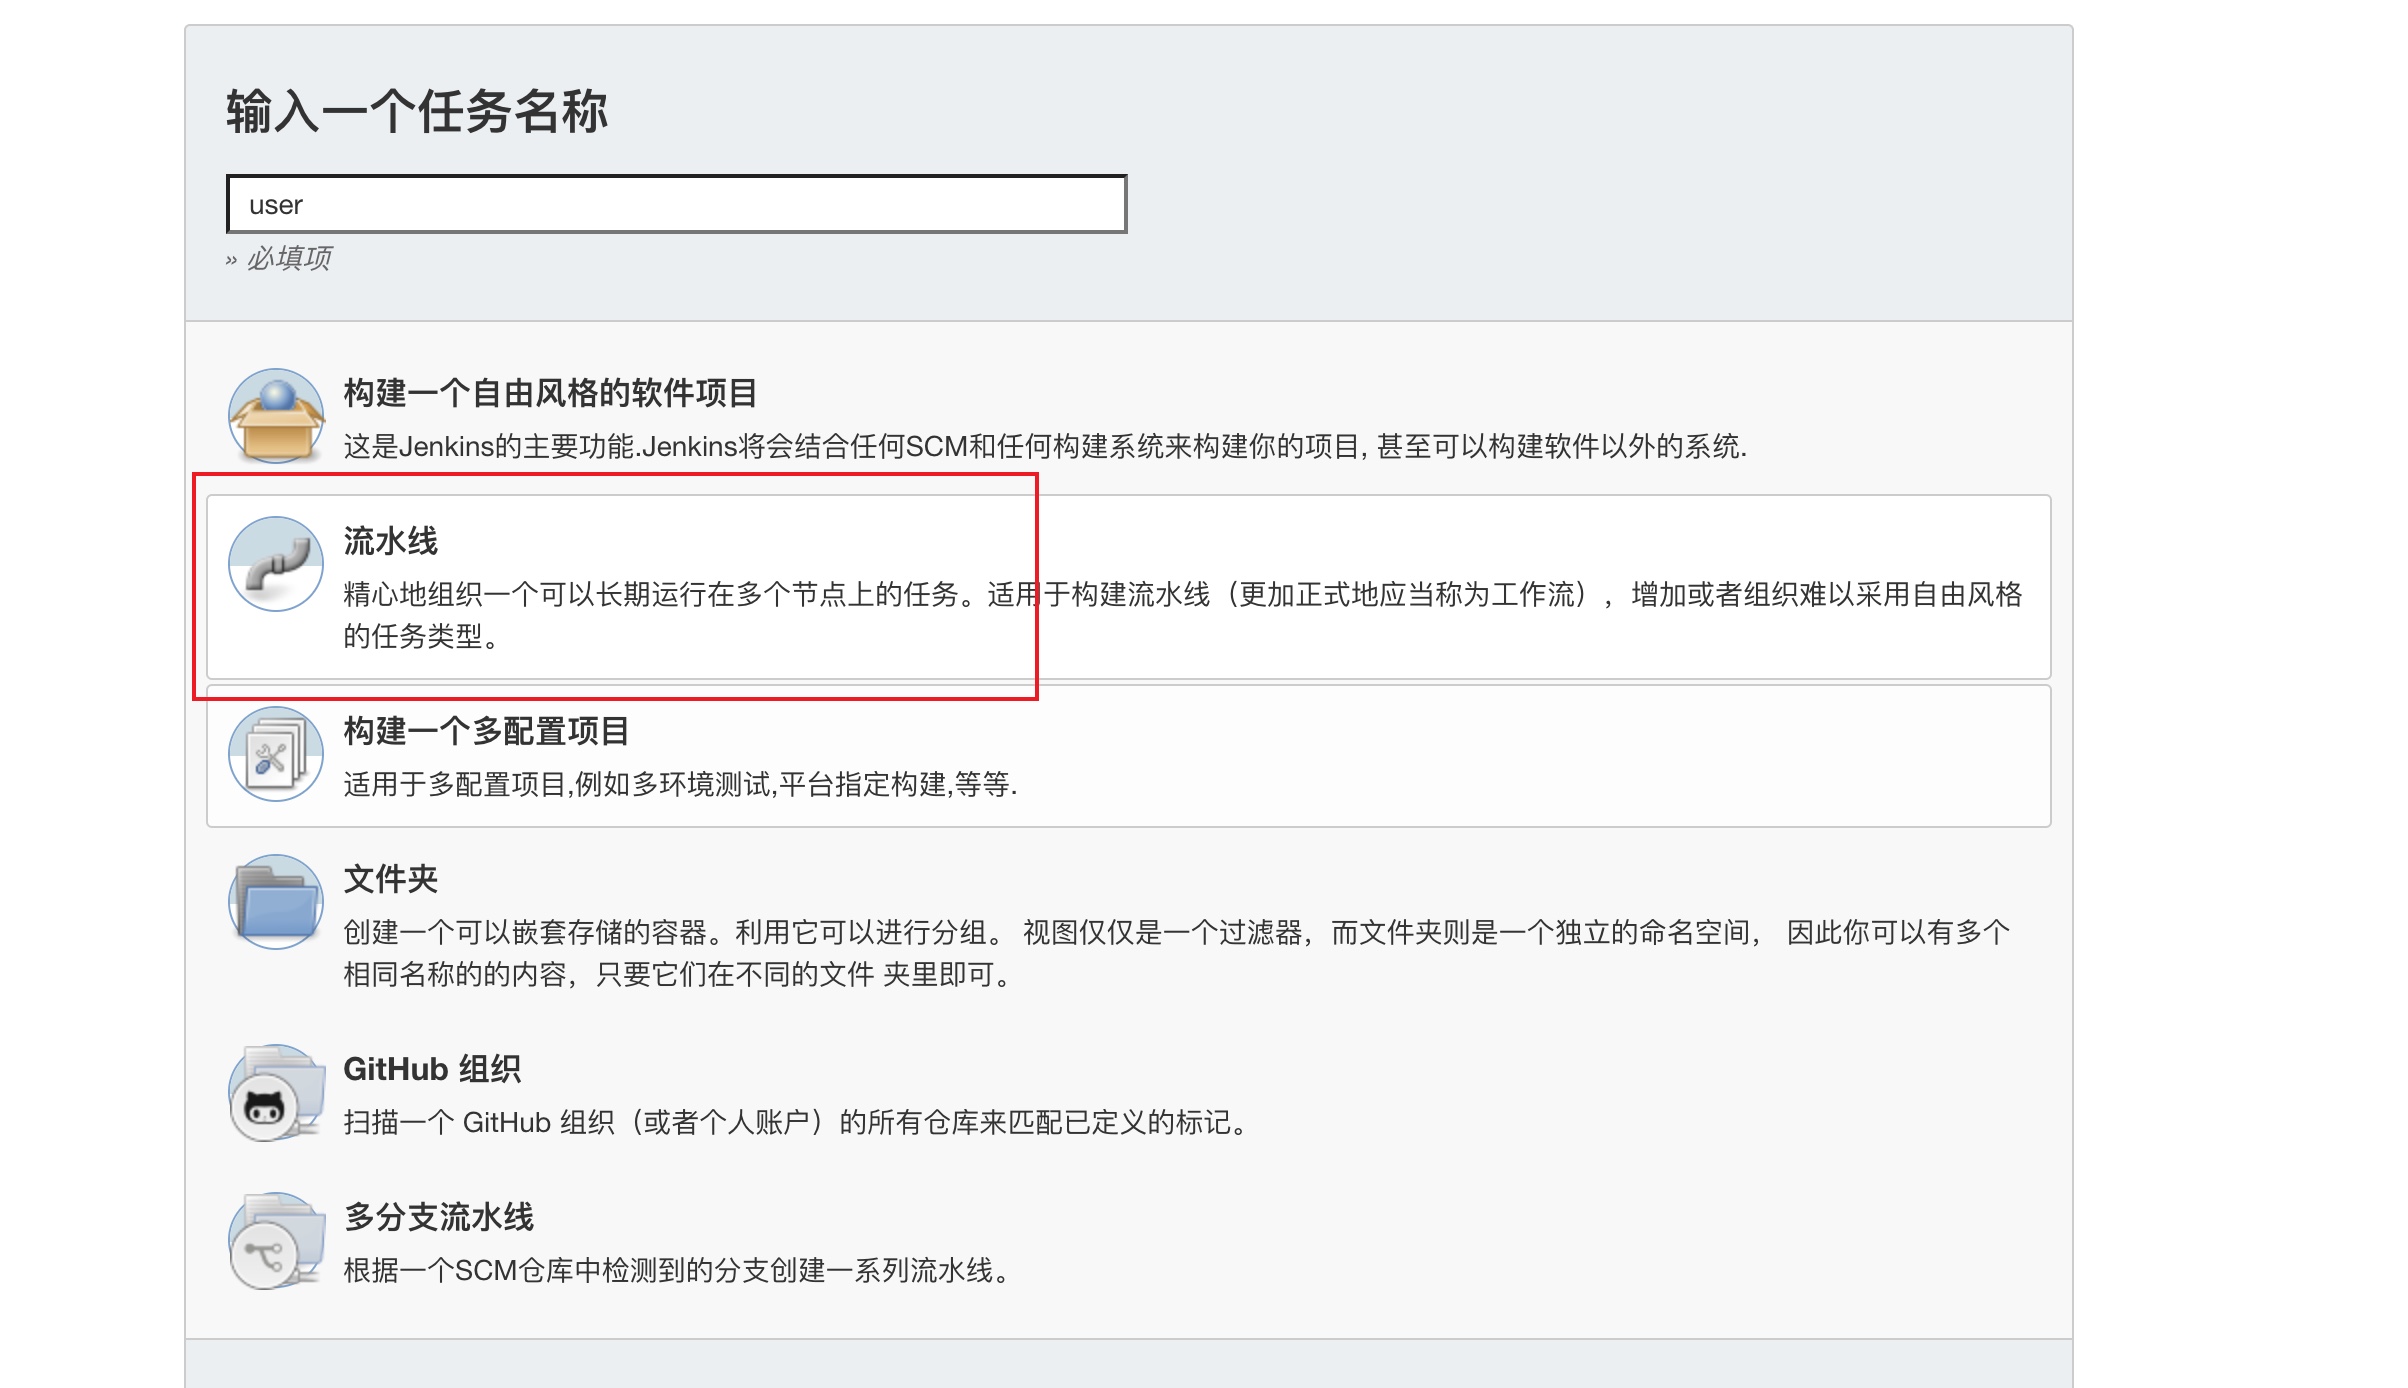 输入一个任务名称
user
» 必填项
构建一个自由风格的软件项目
这是Jenkins的主要功能.Jenkins将会结合任何SCM和任何构建系统来构建你的项目, 甚至可以构建软件以外的系统.
流水线
精心地组织一个可以长期运行在多个节点上的任务。适用于构建流水线（更加正式地应当称为工作流），增加或者组织难以采用自由风格
的任务类型。
构建一个多配置项目
适用于多配置项目,例如多环境测试,平台指定构建,等等.
文件夹
创建一个可以嵌套存储的容器。利用它可以进行分组。 视图仅仅是一个过滤器，而文件夹则是一个独立的命名空间， 因此你可以有多个
相同名称的的内容，只要它们在不同的文件 夹里即可。
GitHub 组织
扫描一个 GitHub 组织（或者个人账户）的所有仓库来匹配已定义的标记。
多分支流水线
根据一个SCM仓库中检测到的分支创建一系列流水线。